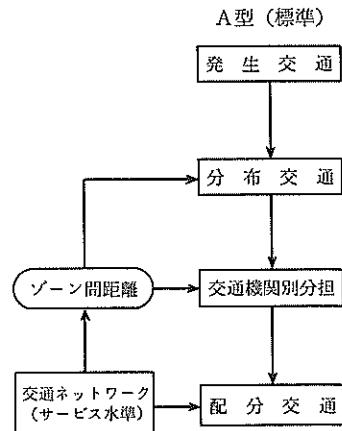 A型（標準）
発生交通
分布交通
ゾーン間距離
交通機関別分担
交通ネットワーク
（サービス水準）
配分交通